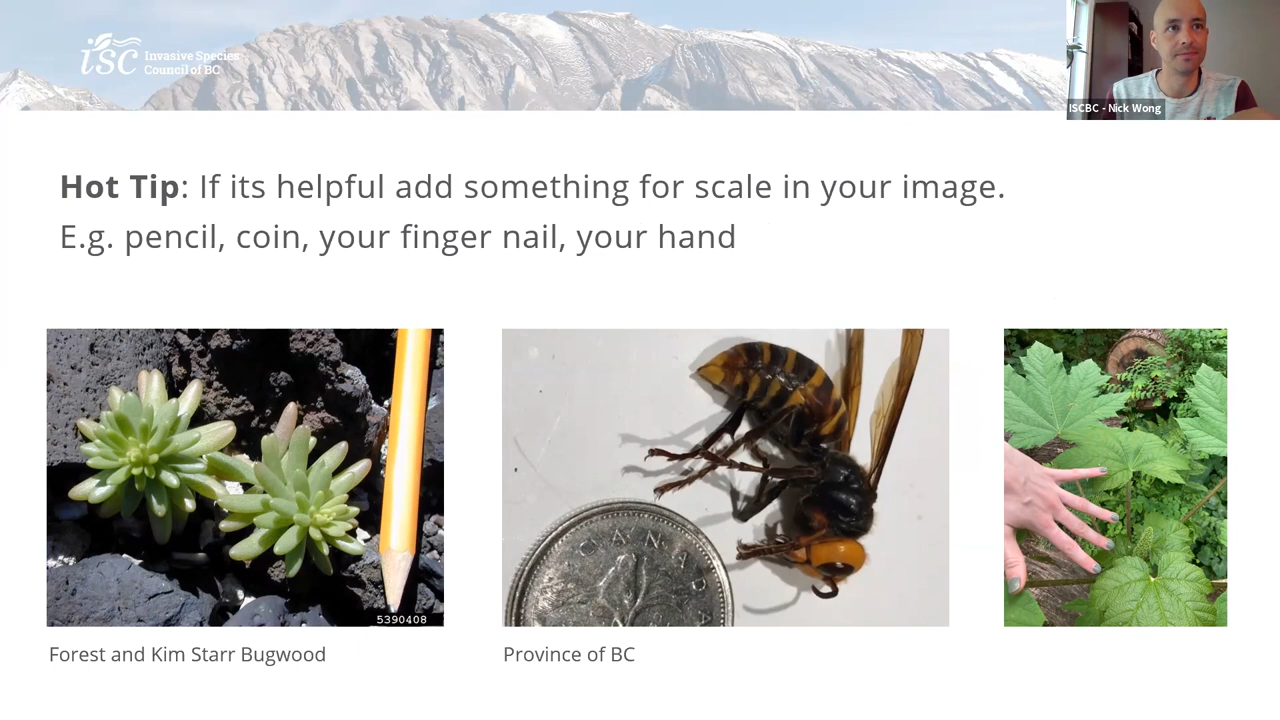 isc Invasive Species
Council of BC
ISCBC - Nick Wong
Hot Tip: If its helpful add something for scale in your image.
E.g. pencil, coin, your finger nail, your hand
5390408
CANADA
Forest and Kim Starr Bugwood
Province of BC